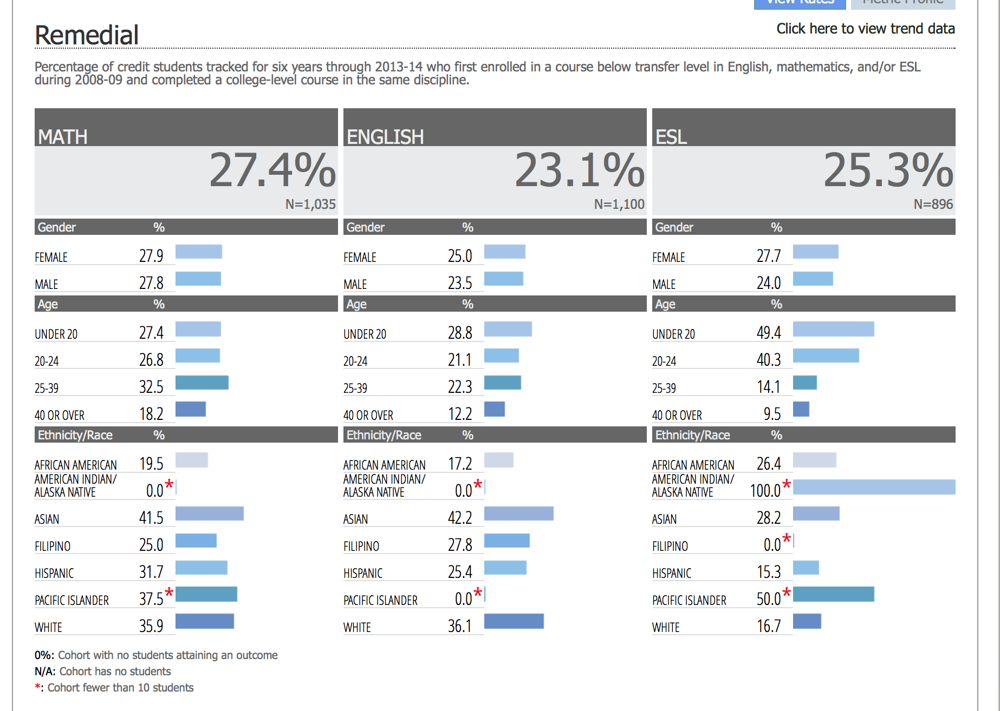 View Rates
Metric Profile
Remedial
Click here to view trend data
Percentage of credit students tracked for six years through 2013-14 who first enrolled in a course below transfer level in English, mathematics, and/or ESL
during 2008-09 and completed a college-level course in the same discipline.
MATH
27.4%
N=1,035
Gender %
FEMALE 27.9
MALE 27.8
Age %
UNDER 20 27.4
20-24 26.8
25-39 32.5
40 OR OVER 18.2
Ethnicity/Race %
AFRICAN AMERICAN 19.5
AMERICAN INDIAN/
ALASKA NATIVE 0.0*
ASIAN 41.5
FILIPINO 25.0
HISPANIC 31.7
PACIFIC ISLANDER 37.5*
WHITE 35.9
ENGLISH
23.1%
N=1,100
Gender %
FEMALE 25.0
MALE 23.5
Age %
UNDER 20 28.8
20-24 21.1
25-39 22.3
40 OR OVER 12.2
Ethnicity/Race %
AFRICAN AMERICAN 17.2
AMERICAN INDIAN/
ALASKA NATIVE 0.0*
ASIAN 42.2
FILIPINO 27.8
HISPANIC 25.4
PACIFIC ISLANDER 0.0*
WHITE 36.1
ESL
25.3%
N=896
Gender %
FEMALE 27.7
MALE 24.0
Age %
UNDER 20 49.4
20-24 40.3
25-39 14.1
40 OR OVER 9.5
Ethnicity/Race %
AFRICAN AMERICAN 26.4
AMERICAN INDIAN/
ALASKA NATIVE 100.0*
ASIAN 28.2
FILIPINO 0.0*
HISPANIC 15.3
PACIFIC ISLANDER 50.0*
WHITE 16.7
0%: Cohort with no students attaining an outcome
N/A: Cohort has no students
*: Cohort fewer than 10 students